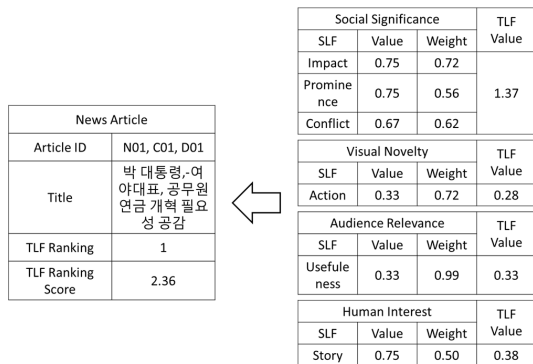 News Article
Article ID N01, C01, D01
Title
박 대통령,-여
야대표, 공무원
연금 개혁 필요
성 공감
TLF Ranking 1
TLF Ranking
Score
2.36
Social Significance
TLF
Value
SLF Value Weight
Impact 0.75 0.72
Promine
nce
0.75 0.56
1.37
Conflict 0.67 0.62
Visual Novelty
TLF
Value
SLF Value Weight
Action 0.33 0.72 0.28
Audience Relevance
TLF
Value
SLF Value Weight
Usefule
ness
0.33 0.99 0.33
Human Interest
TLF
Value
SLF Value Weight
Story 0.75 0.50 0.38